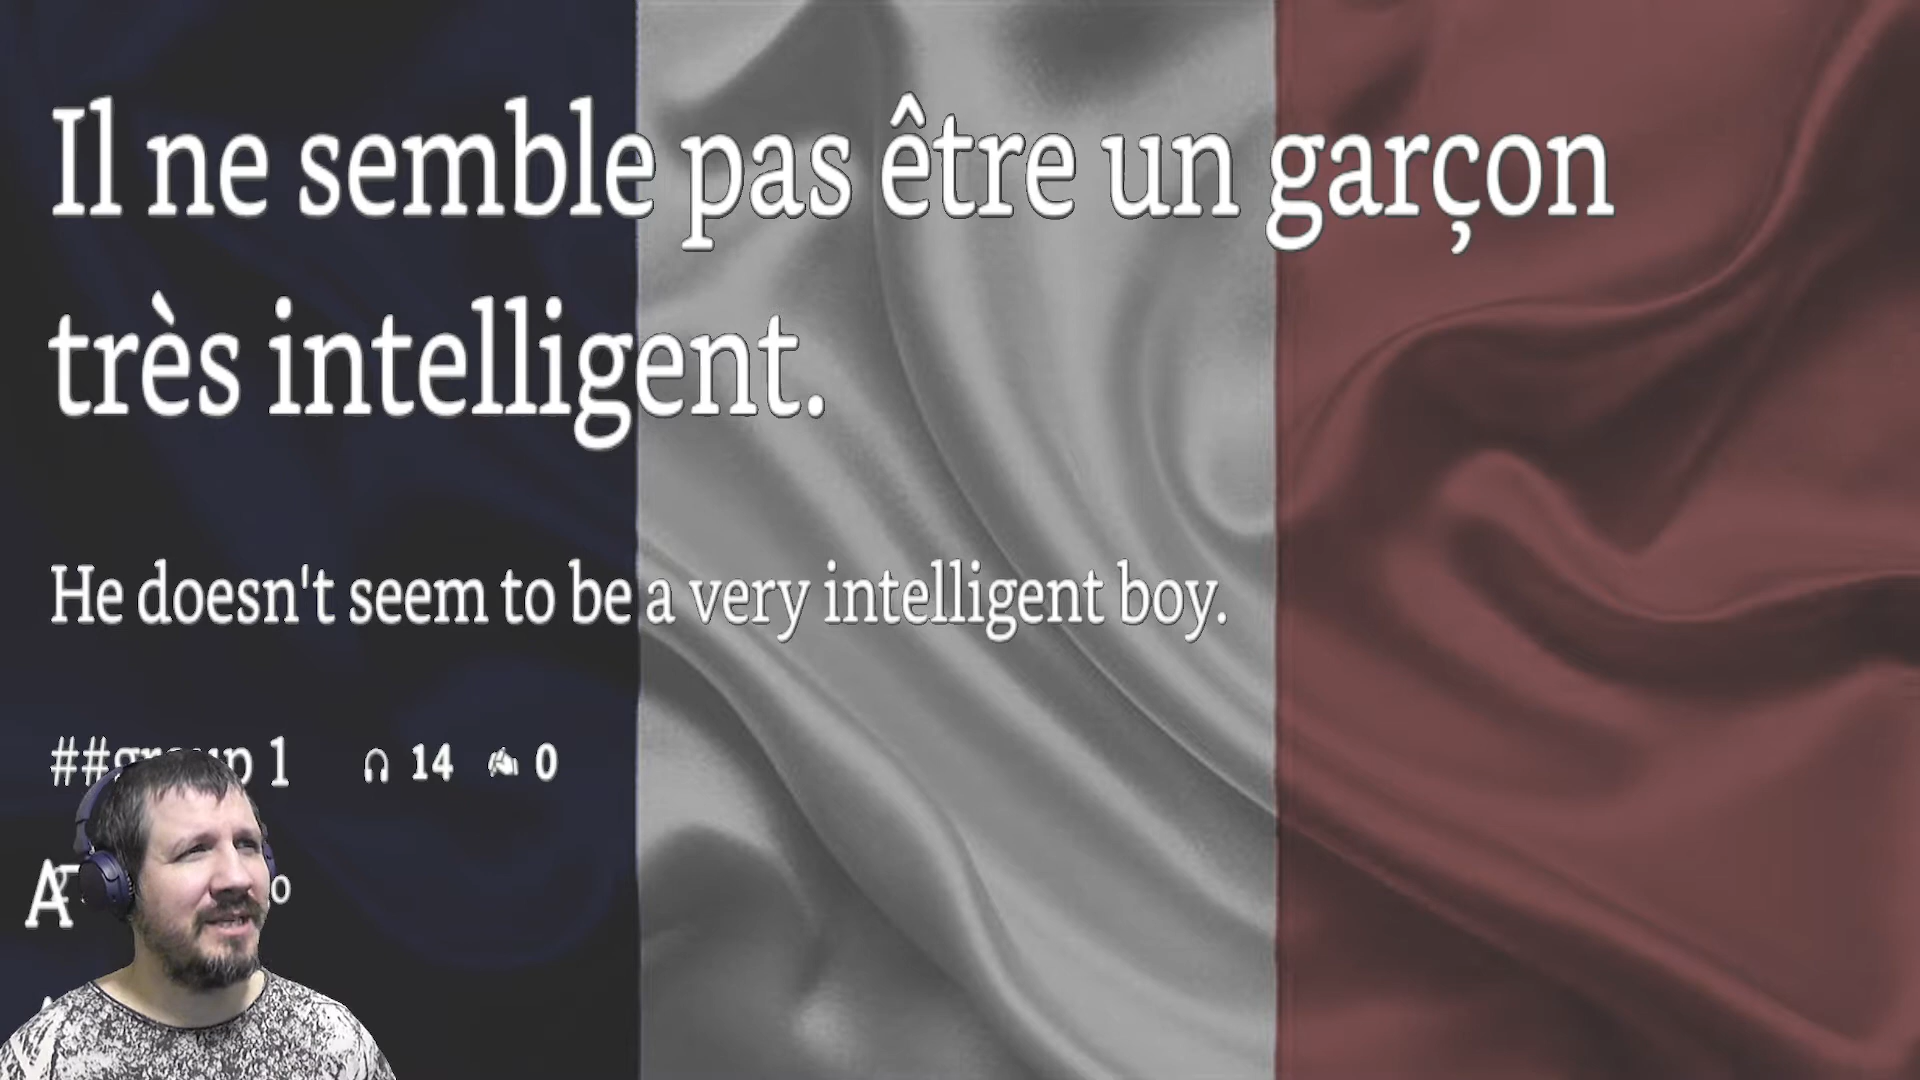 Il ne semble pas être un garçon
très intelligent.
He doesn't seem to be a very intelligent boy.
1 14 0